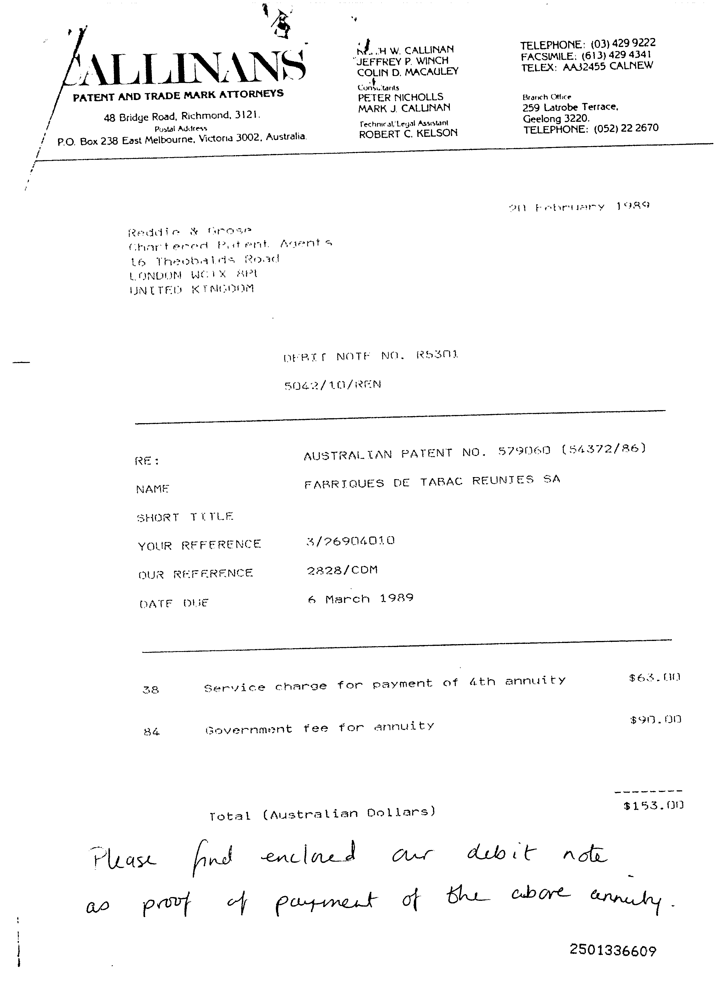 CALLINANS
PATENT AND TRADE MARK ATTORNEYS
48 Bridge Road, Richmond, 3121.
Postal Address
P.O. Box 238 East Melbourne, Victoria 3002, Australia.
H W. CALLINAN
JEFFREY P. WINCH
COLIN D. MACAULEY
Consultants
PETER NICHOLLS
MARK J. CALLINAN
Technical/Legal Assistant
ROBERT C. KELSON
TELEPHONE: (03) 429 9222
FACSIMILE: (613) 429 4341
TELEX: AA32455 CALNEW
Branch Office
259 Latrobe Terrace,
Geelong 3220.
TELEPHONE: (052) 22 2670
20 February 1989
Reddie & Grose
Chartered Patent Agents
16 Theobalds Road
LONDON WC1X 8PL
UNITED KINGDOM
DEBIT NOTE NO. R5301
5042/10/REN
RE: AUSTRALIAN PATENT NO. 579060 (54372/86)
NAME FABRIQUES DE TABAC REUNIES SA
SHORT TITLE
YOUR REFERENCE 3/26904010
OUR REFERENCE 2828/CDM
DATE DUE 6 March 1989
38 Service charge for payment of 4th annuity $63.00
84 Government fee for annuity $90.00
--------
Total (Australian Dollars) $153.00
Please find enclosed our debit note
as proof of payment of the above annuity.
2501336609